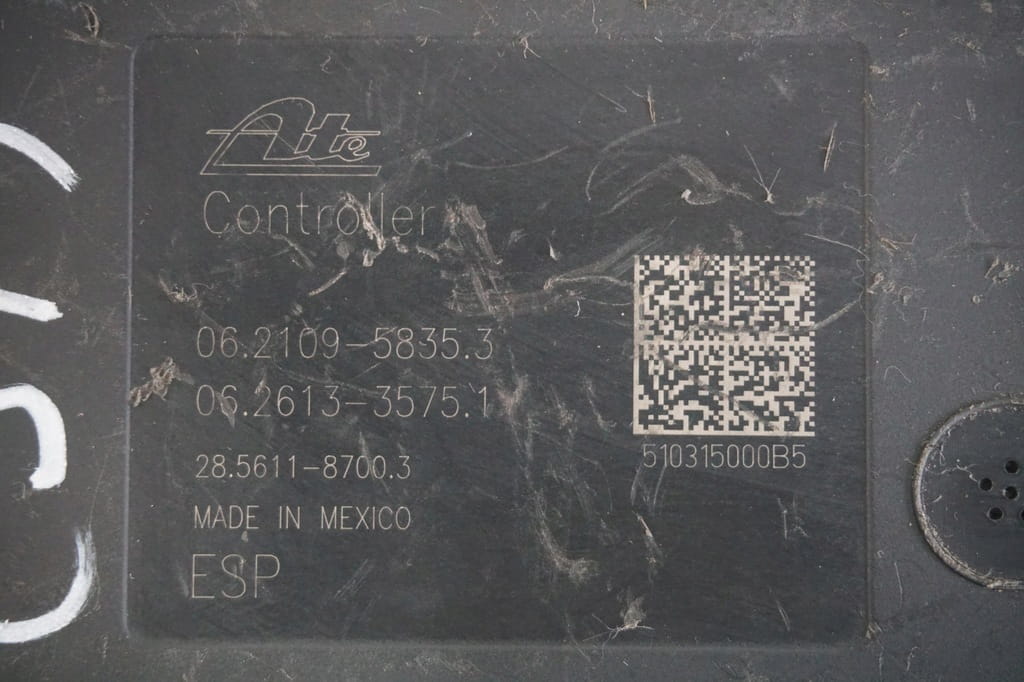 Ate
Controller
06.2109-5835.3
06.2613-3575.1
28.5611-8700.3
MADE IN MEXICO
ESP
510315000B5